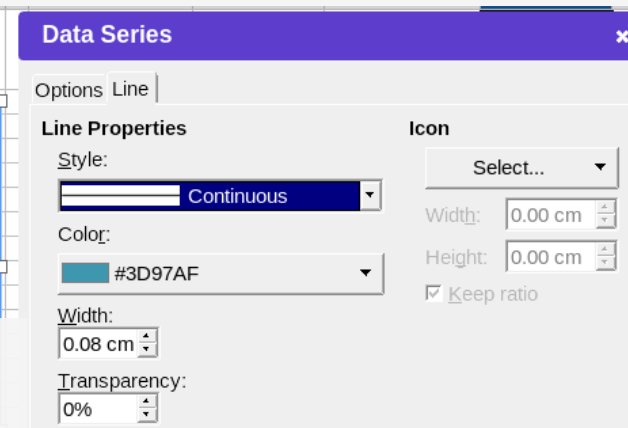 Data Series
Options Line
Line Properties
Style:
Continuous
Color:
#3D97AF
Width:
0.08 cm
Transparency:
0%
Icon
Select...
Width: 0.00 cm
Height: 0.00 cm
Keep ratio